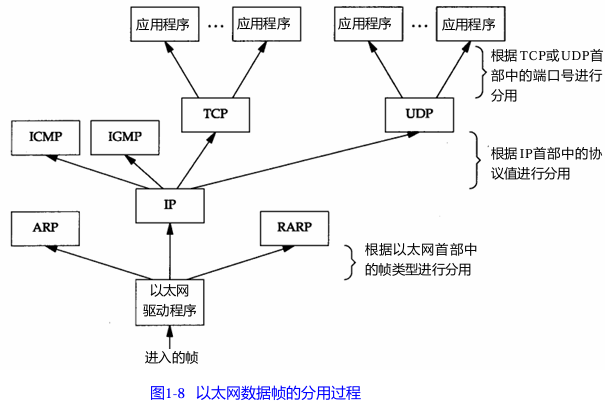 应用程序 … 应用程序 应用程序 … 应用程序
根据TCP或UDP首
部中的端口号进行
分用
TCP UDP
ICMP IGMP
根据IP首部中的协
议值进行分用
IP
ARP RARP
根据以太网首部中
的帧类型进行分用
以太网
驱动程序
进入的帧
图1-8 以太网数据帧的分用过程